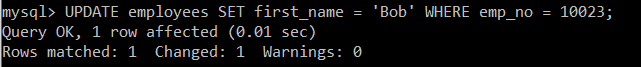 mysql> UPDATE employees SET first_name = 'Bob' WHERE emp_no = 10023;
Query OK, 1 row affected (0.01 sec)
Rows matched: 1  Changed: 1  Warnings: 0